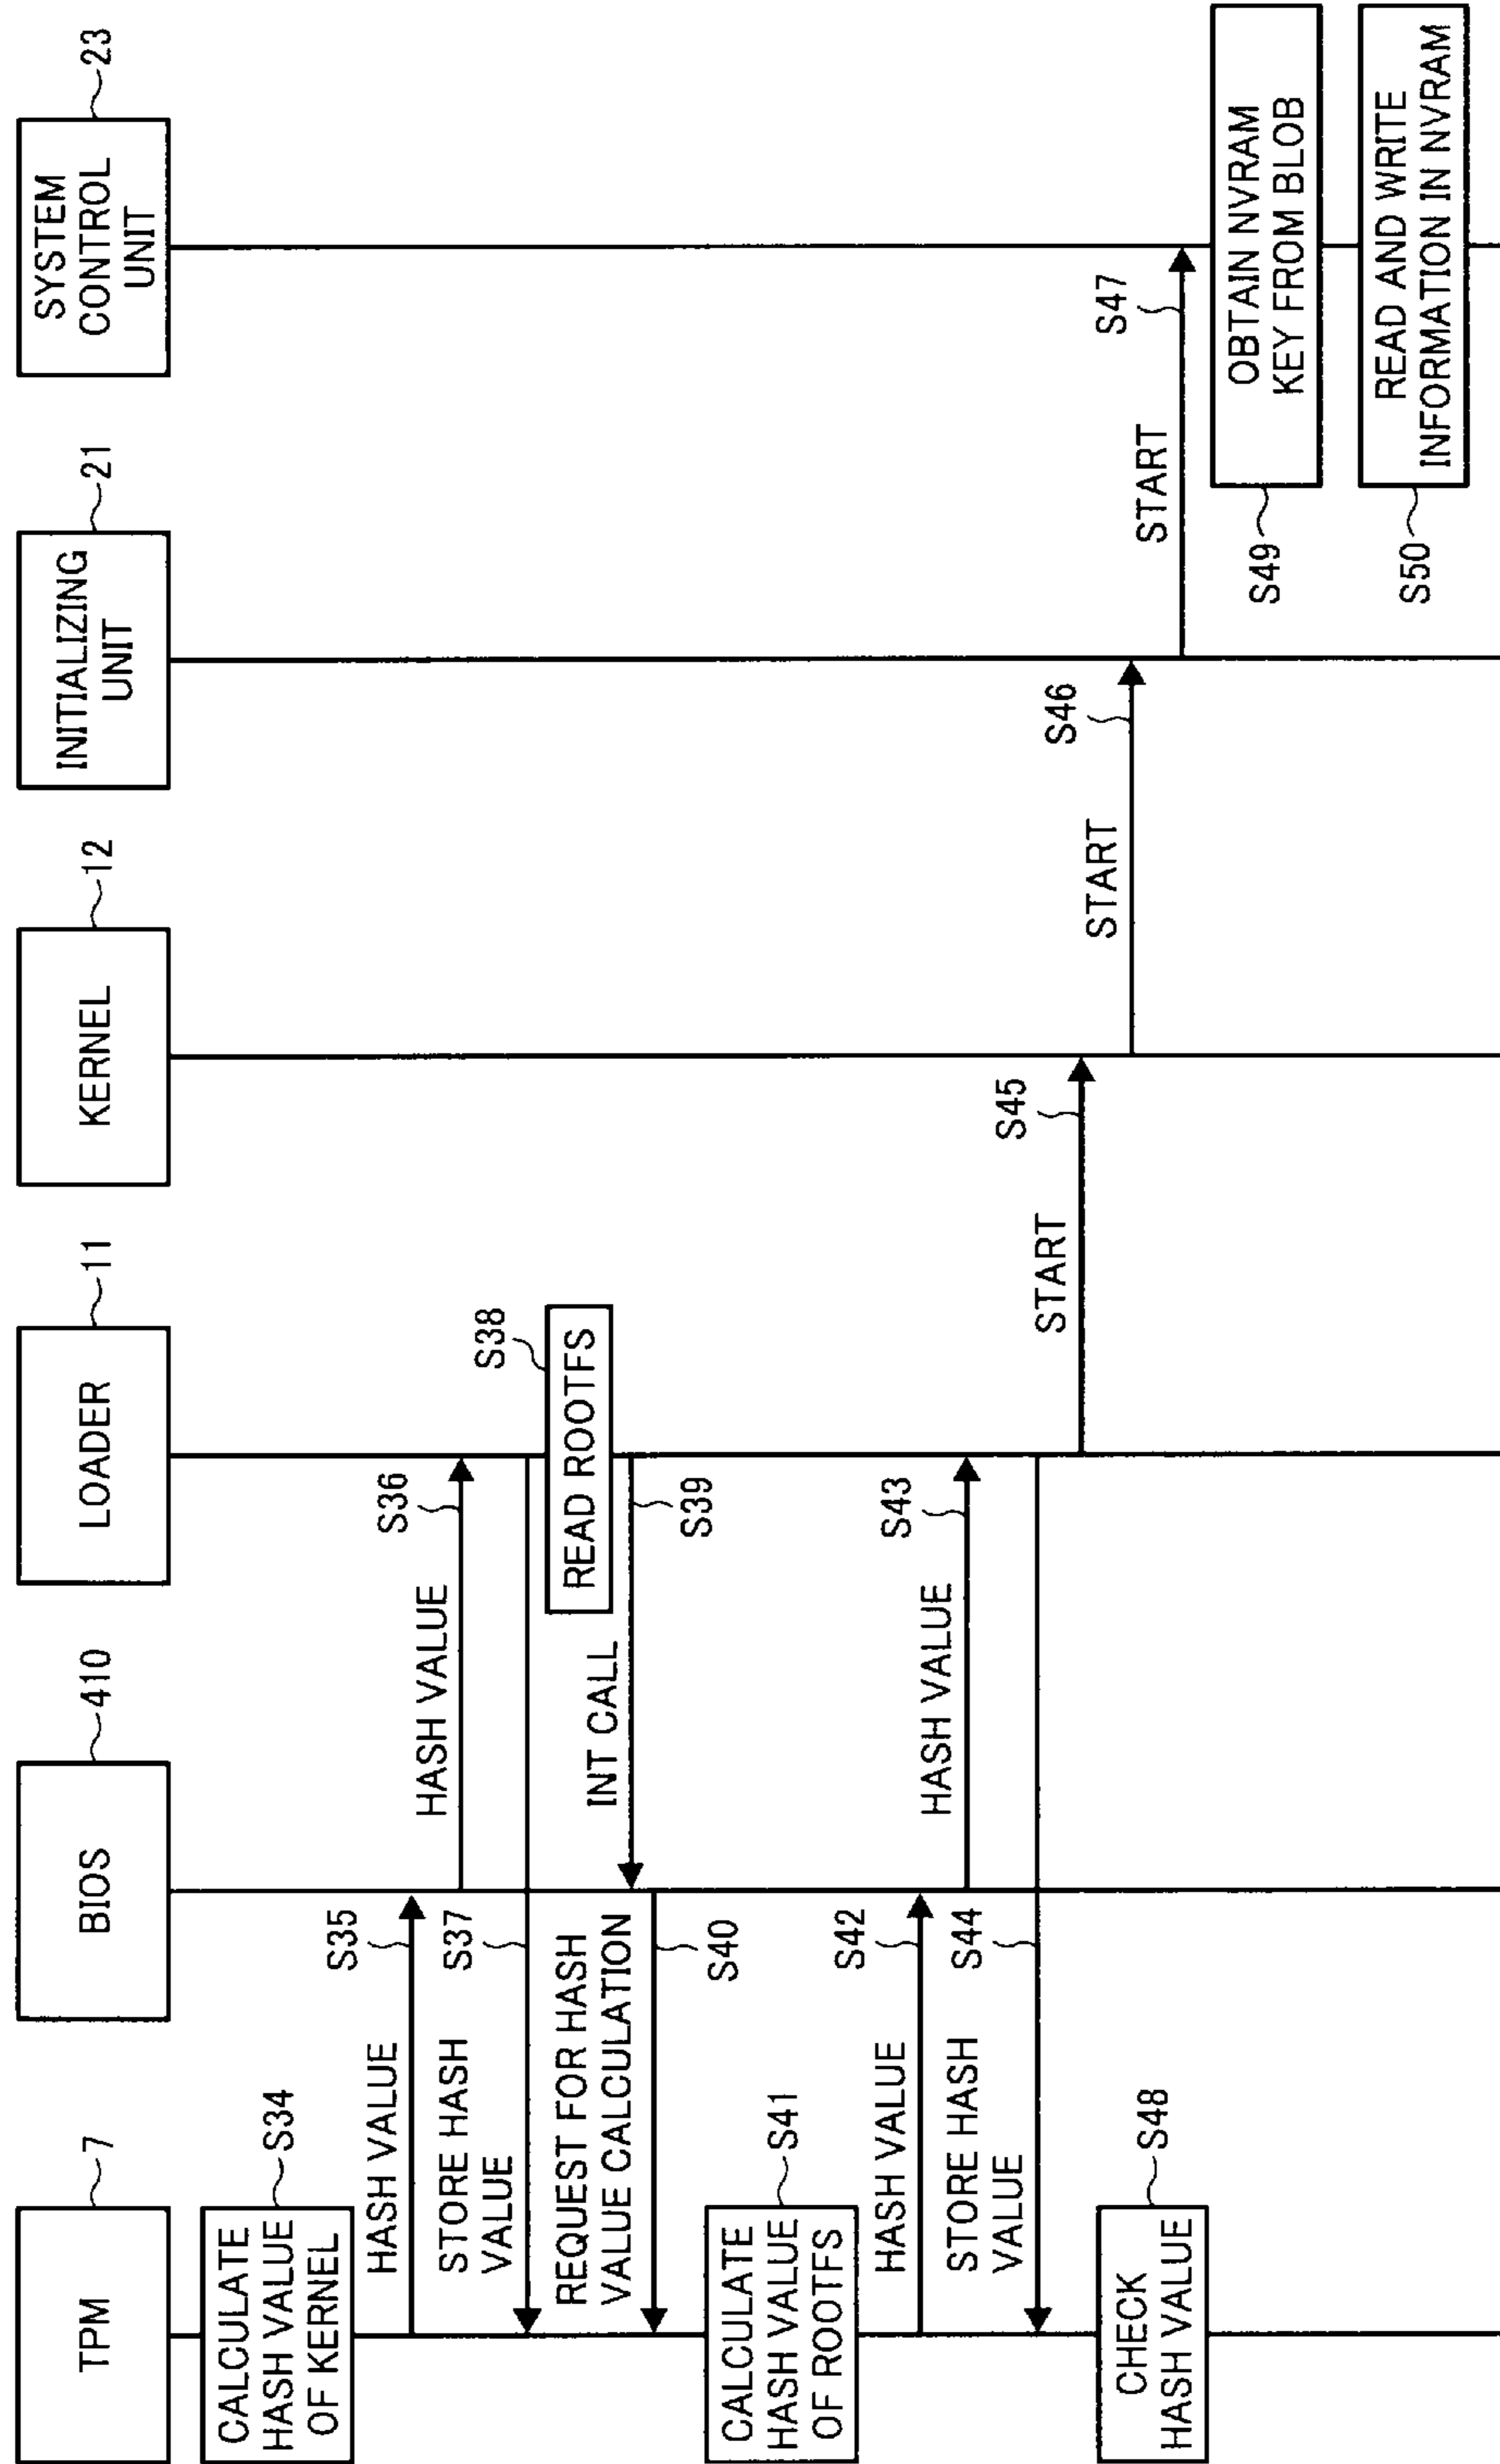 TPM
7
BIOS
410
LOADER
11
KERNEL
12
INITIALIZING
UNIT
21
SYSTEM
CONTROL
UNIT
23
CALCULATE
HASH VALUE
OF KERNEL
S34
HASH VALUE
S35
HASH VALUE
S36
STORE HASH
VALUE
S37
READ ROOTFS
S38
INT CALL
S39
REQUEST FOR HASH
VALUE CALCULATION
S40
CALCULATE
HASH VALUE
OF ROOTFS
S41
HASH VALUE
S42
HASH VALUE
S43
STORE HASH
VALUE
S44
START
S45
START
S46
START
S47
CHECK
HASH VALUE
S48
OBTAIN NVRAM
KEY FROM BLOB
S49
READ AND WRITE
INFORMATION IN NVRAM
S50